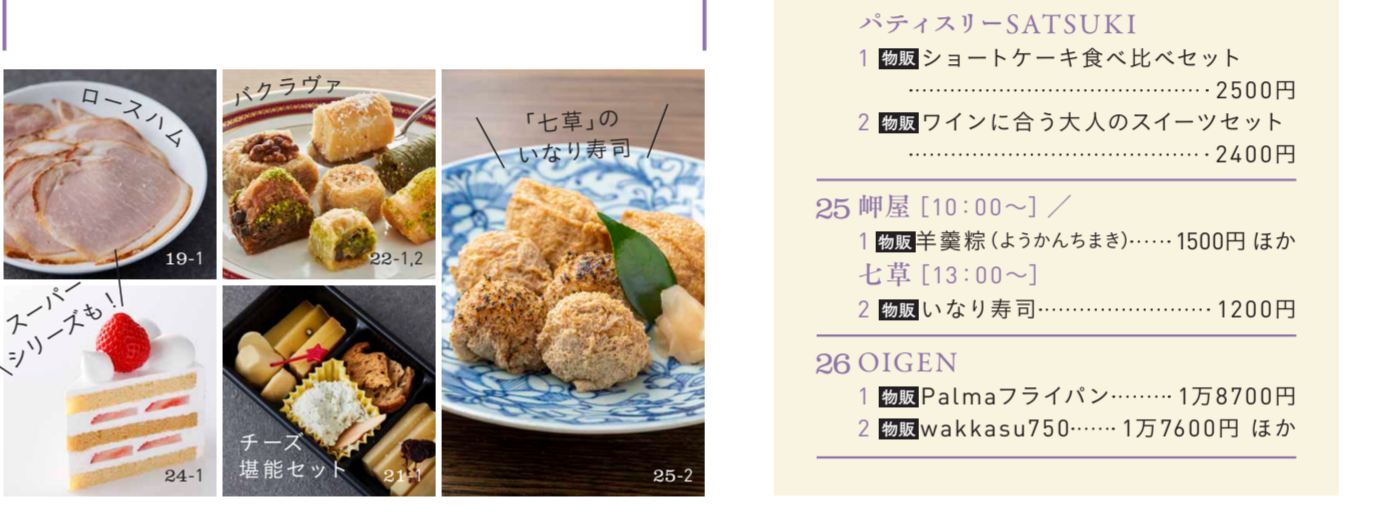 ロースハム
19-1
バクラヴァ
22-1,2
「七草」の
いなり寿司
25-2
スーパー
シリーズも!
24-1
チーズ
堪能セット
21-1
パティスリーSATSUKI
1 物販 ショートケーキ食べ比べセット
2500円
2 物販 ワインに合う大人のスイーツセット
2400円
25 岬屋 [10:00〜] ／
1 物販 羊羹粽(ようかんちまき)……1500円 ほか
七草 [13:00〜]
2 物販 いなり寿司……1200円
26 OIGEN
1 物販 Palmaフライパン……1万8700円
2 物販 wakkasu750……1万7600円 ほか